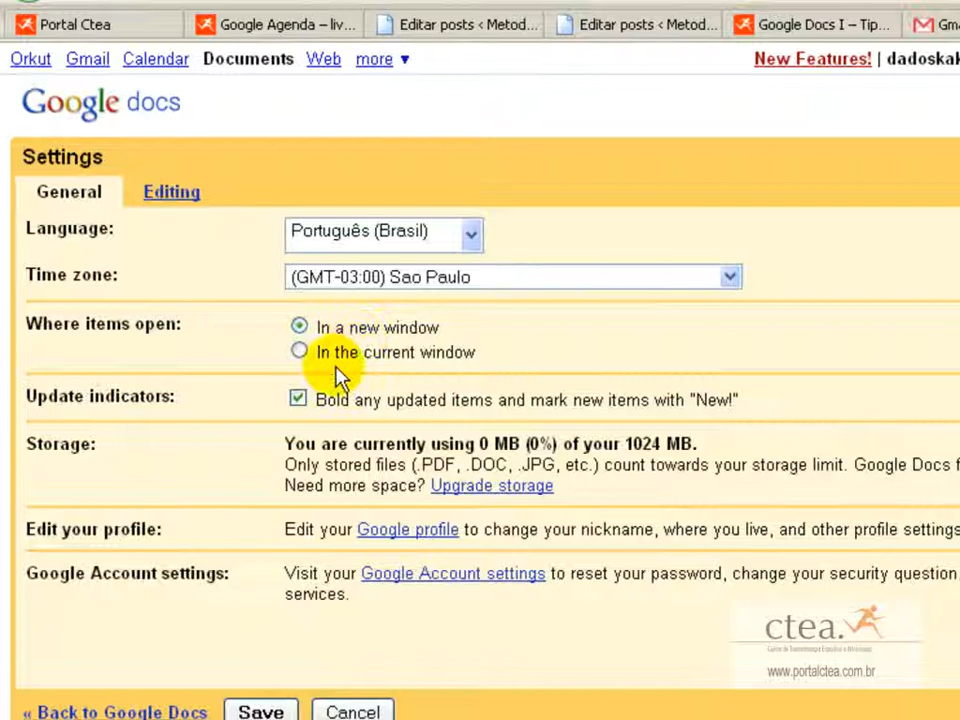 Portal Ctea
Google Agenda – liv...
Editar posts ‹ Metod...
Editar posts ‹ Metod...
Google Docs I – Tip...
Gma
Orkut Gmail Calendar Documents Web more ▼ New Features! | dadoskak
Google docs
Settings
General Editing
Language: Português (Brasil)
Time zone: (GMT-03:00) Sao Paulo
Where items open: In a new window
In the current window
Update indicators: Bold any updated items and mark new items with "New!"
Storage: You are currently using 0 MB (0%) of your 1024 MB.
Only stored files (.PDF, .DOC, .JPG, etc.) count towards your storage limit. Google Docs f
Need more space? Upgrade storage
Edit your profile: Edit your Google profile to change your nickname, where you live, and other profile settings
Google Account settings: Visit your Google Account settings to reset your password, change your security question,
services.
ctea.
www.portalctea.com.br
« Back to Google Docs Save Cancel